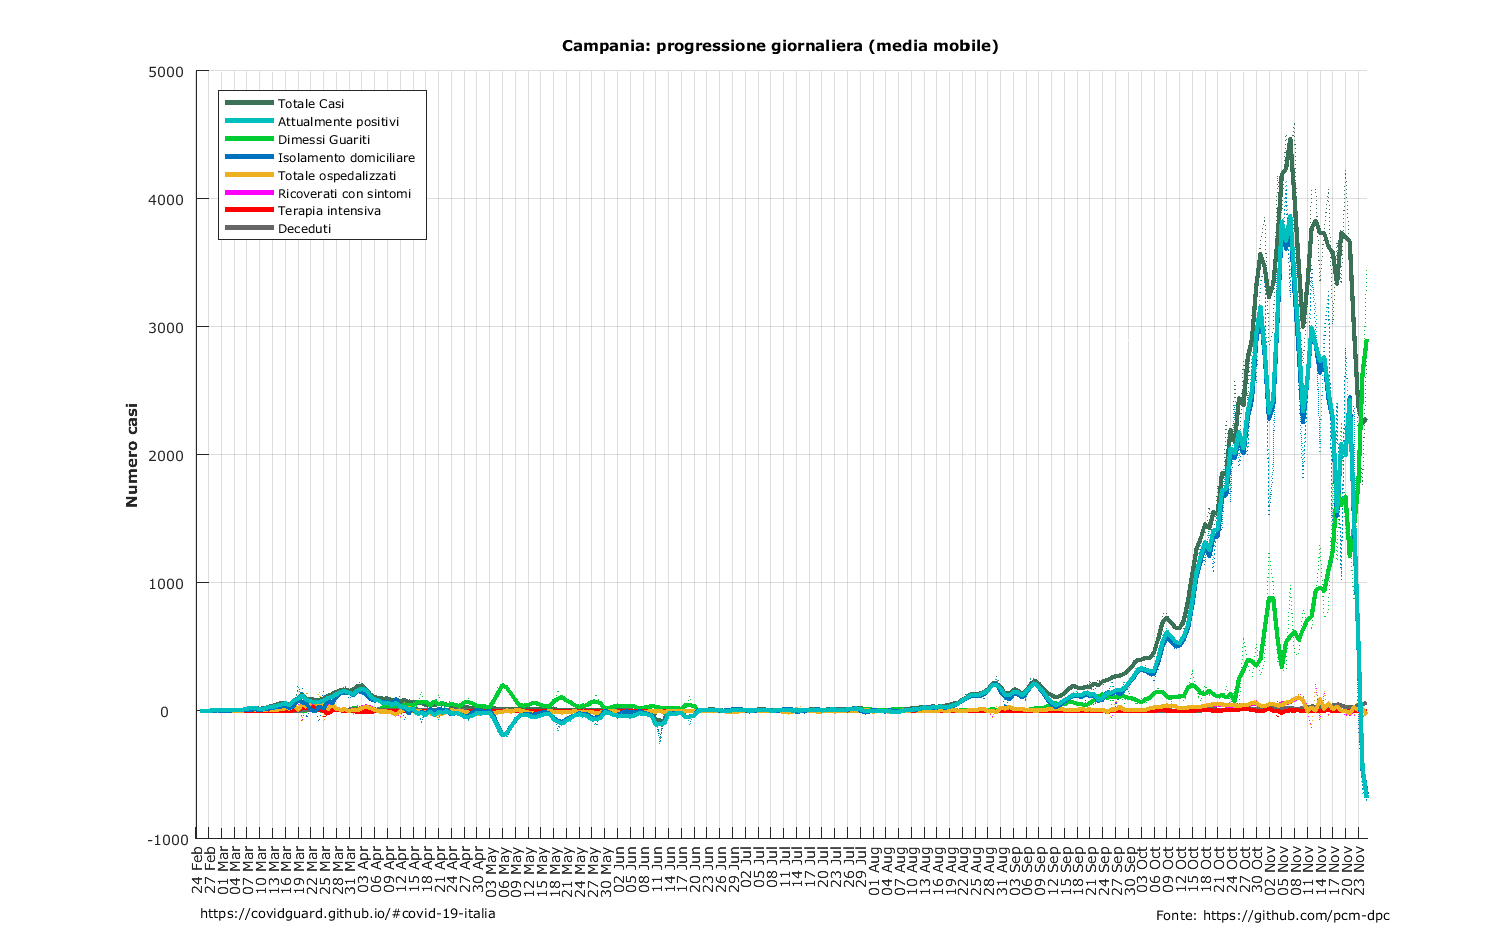 Campania: progressione giornaliera (media mobile)
5000
4000
3000
2000
1000
0
-1000
Numero casi
Totale Casi
Attualmente positivi
Dimessi Guariti
Isolamento domiciliare
Totale ospedalizzati
Ricoverati con sintomi
Terapia intensiva
Deceduti
24 Feb
27 Feb
01 Mar
04 Mar
07 Mar
10 Mar
13 Mar
16 Mar
19 Mar
22 Mar
25 Mar
28 Mar
31 Mar
03 Apr
06 Apr
09 Apr
12 Apr
15 Apr
18 Apr
21 Apr
24 Apr
27 Apr
30 Apr
03 May
06 May
09 May
12 May
15 May
18 May
21 May
24 May
27 May
30 May
02 Jun
05 Jun
08 Jun
11 Jun
14 Jun
17 Jun
20 Jun
23 Jun
26 Jun
29 Jun
02 Jul
05 Jul
08 Jul
11 Jul
14 Jul
17 Jul
20 Jul
23 Jul
26 Jul
29 Jul
01 Aug
04 Aug
07 Aug
10 Aug
13 Aug
16 Aug
19 Aug
22 Aug
25 Aug
28 Aug
31 Aug
03 Sep
06 Sep
09 Sep
12 Sep
15 Sep
18 Sep
21 Sep
24 Sep
27 Sep
30 Sep
03 Oct
06 Oct
09 Oct
12 Oct
15 Oct
18 Oct
21 Oct
24 Oct
27 Oct
30 Oct
02 Nov
05 Nov
08 Nov
11 Nov
14 Nov
17 Nov
20 Nov
23 Nov
https://covidguard.github.io/#covid-19-italia
Fonte: https://github.com/pcm-dpc